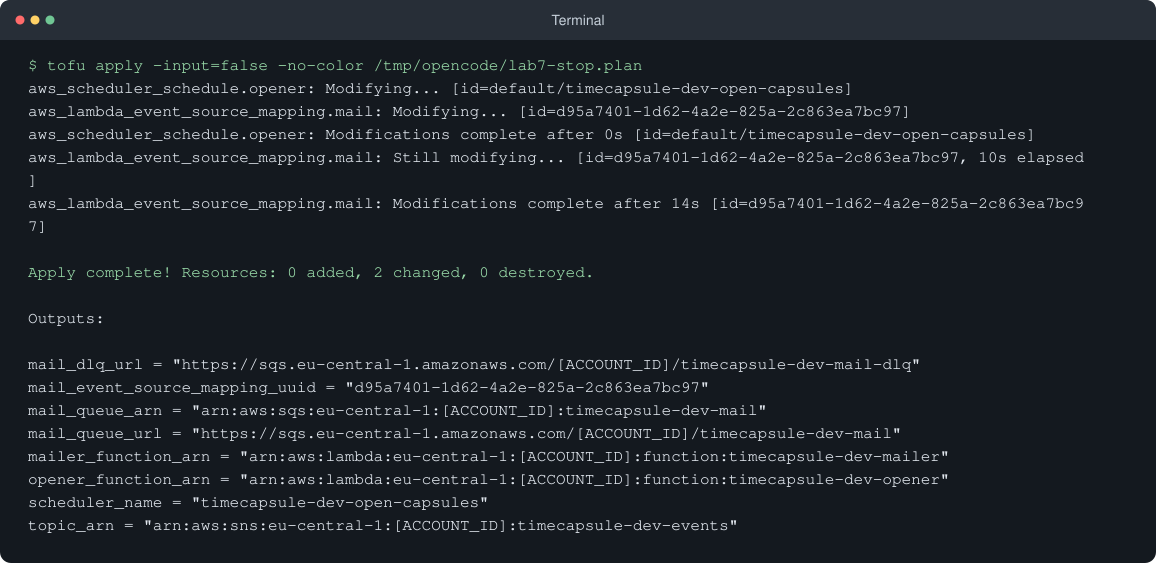 Terminal
$ tofu apply -input=false -no-color /tmp/opencode/lab7-stop.plan
aws_scheduler_schedule.opener: Modifying... [id=default/timecapsule-dev-open-capsules]
aws_lambda_event_source_mapping.mail: Modifying... [id=d95a7401-1d62-4a2e-825a-2c863ea7bc97]
aws_scheduler_schedule.opener: Modifications complete after 0s [id=default/timecapsule-dev-open-capsules]
aws_lambda_event_source_mapping.mail: Still modifying... [id=d95a7401-1d62-4a2e-825a-2c863ea7bc97, 10s elapsed
]
aws_lambda_event_source_mapping.mail: Modifications complete after 14s [id=d95a7401-1d62-4a2e-825a-2c863ea7bc9
7]
Apply complete! Resources: 0 added, 2 changed, 0 destroyed.
Outputs:
mail_dlq_url = "https://sqs.eu-central-1.amazonaws.com/[ACCOUNT_ID]/timecapsule-dev-mail-dlq"
mail_event_source_mapping_uuid = "d95a7401-1d62-4a2e-825a-2c863ea7bc97"
mail_queue_arn = "arn:aws:sqs:eu-central-1:[ACCOUNT_ID]:timecapsule-dev-mail"
mail_queue_url = "https://sqs.eu-central-1.amazonaws.com/[ACCOUNT_ID]/timecapsule-dev-mail"
mailer_function_arn = "arn:aws:lambda:eu-central-1:[ACCOUNT_ID]:function:timecapsule-dev-mailer"
opener_function_arn = "arn:aws:lambda:eu-central-1:[ACCOUNT_ID]:function:timecapsule-dev-opener"
scheduler_name = "timecapsule-dev-open-capsules"
topic_arn = "arn:aws:sns:eu-central-1:[ACCOUNT_ID]:timecapsule-dev-events"